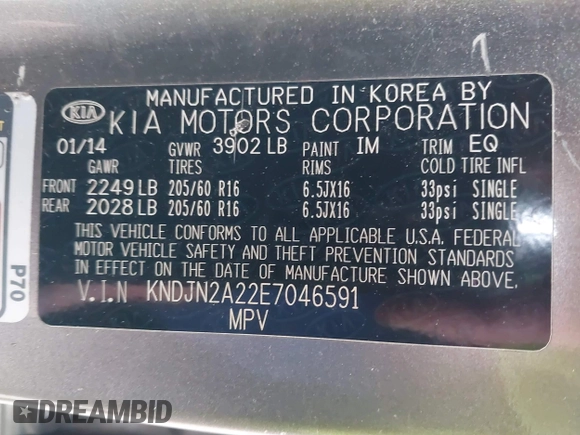 MANUFACTURED IN KOREA BY
KIA KIA MOTORS CORPORATION
01/14 GVWR 3902 LB PAINT IM TRIM EQ
GAWR TIRES RIMS COLD TIRE INFL
FRONT 2249 LB 205/60 R16 6.5JX16 33psi SINGLE
REAR 2028 LB 205/60 R16 6.5JX16 33psi SINGLE
THIS VEHICLE CONFORMS TO ALL APPLICABLE U.S.A. FEDERAL
MOTOR VEHICLE SAFETY AND THEFT PREVENTION STANDARDS
IN EFFECT ON THE DATE OF MANUFACTURE SHOWN ABOVE.
V.I.N KNDJN2A22E7046591
MPV
P70
DREAMBID